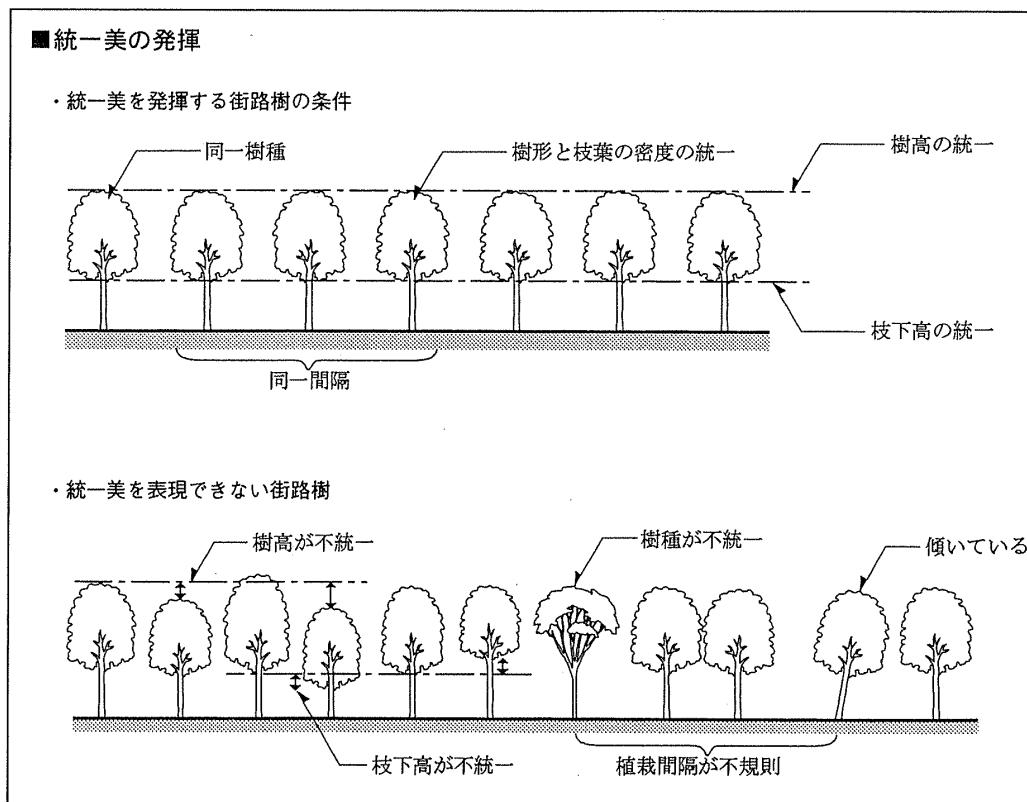 ■統一美の発揮
・統一美を発揮する街路樹の条件
同一樹種
樹形と枝葉の密度の統一
樹高の統一
枝下高の統一
同一間隔
・統一美を表現できない街路樹
樹高が不統一
樹種が不統一
傾いている
枝下高が不統一
植栽間隔が不規則